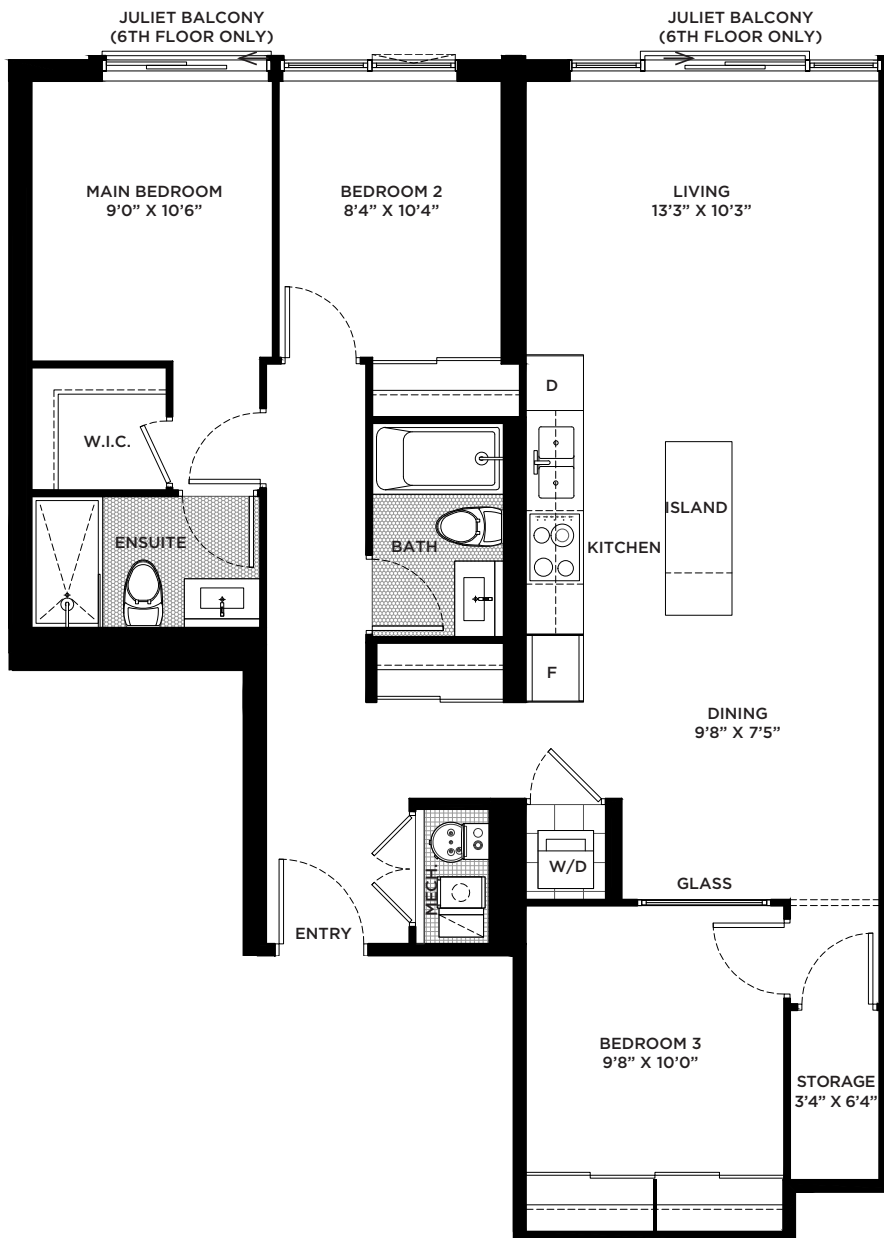 JULIET BALCONY
(6TH FLOOR ONLY)
JULIET BALCONY
(6TH FLOOR ONLY)
MAIN BEDROOM
9'0” X 10'6”
BEDROOM 2
8'4” X 10'4”
LIVING
13'3” X 10'3”
D
W.I.C.
ISLAND
ENSUITE
BATH
KITCHEN
F
DINING
9'8” X 7'5”
W/D
MECH.
GLASS
ENTRY
BEDROOM 3
9'8” X 10'0”
STORAGE
3'4” X 6'4”